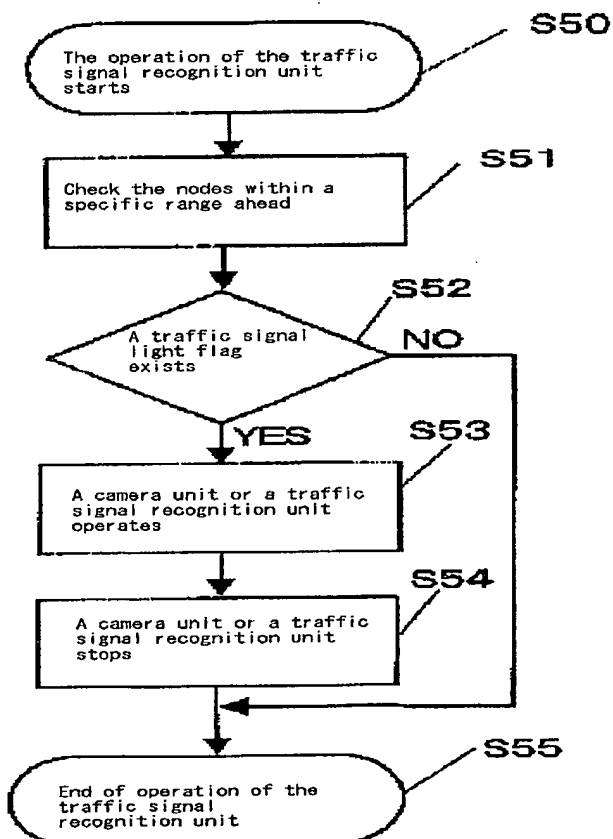 S50
The operation of the traffic
signal recognition unit
starts
S51
Check the nodes within a
specific range ahead
S52
A traffic signal
light flag
exists
NO
YES
S53
A camera unit or a traffic
signal recognition unit
operates
S54
A camera unit or a traffic
signal recognition unit
stops
S55
End of operation of the
traffic signal
recognition unit